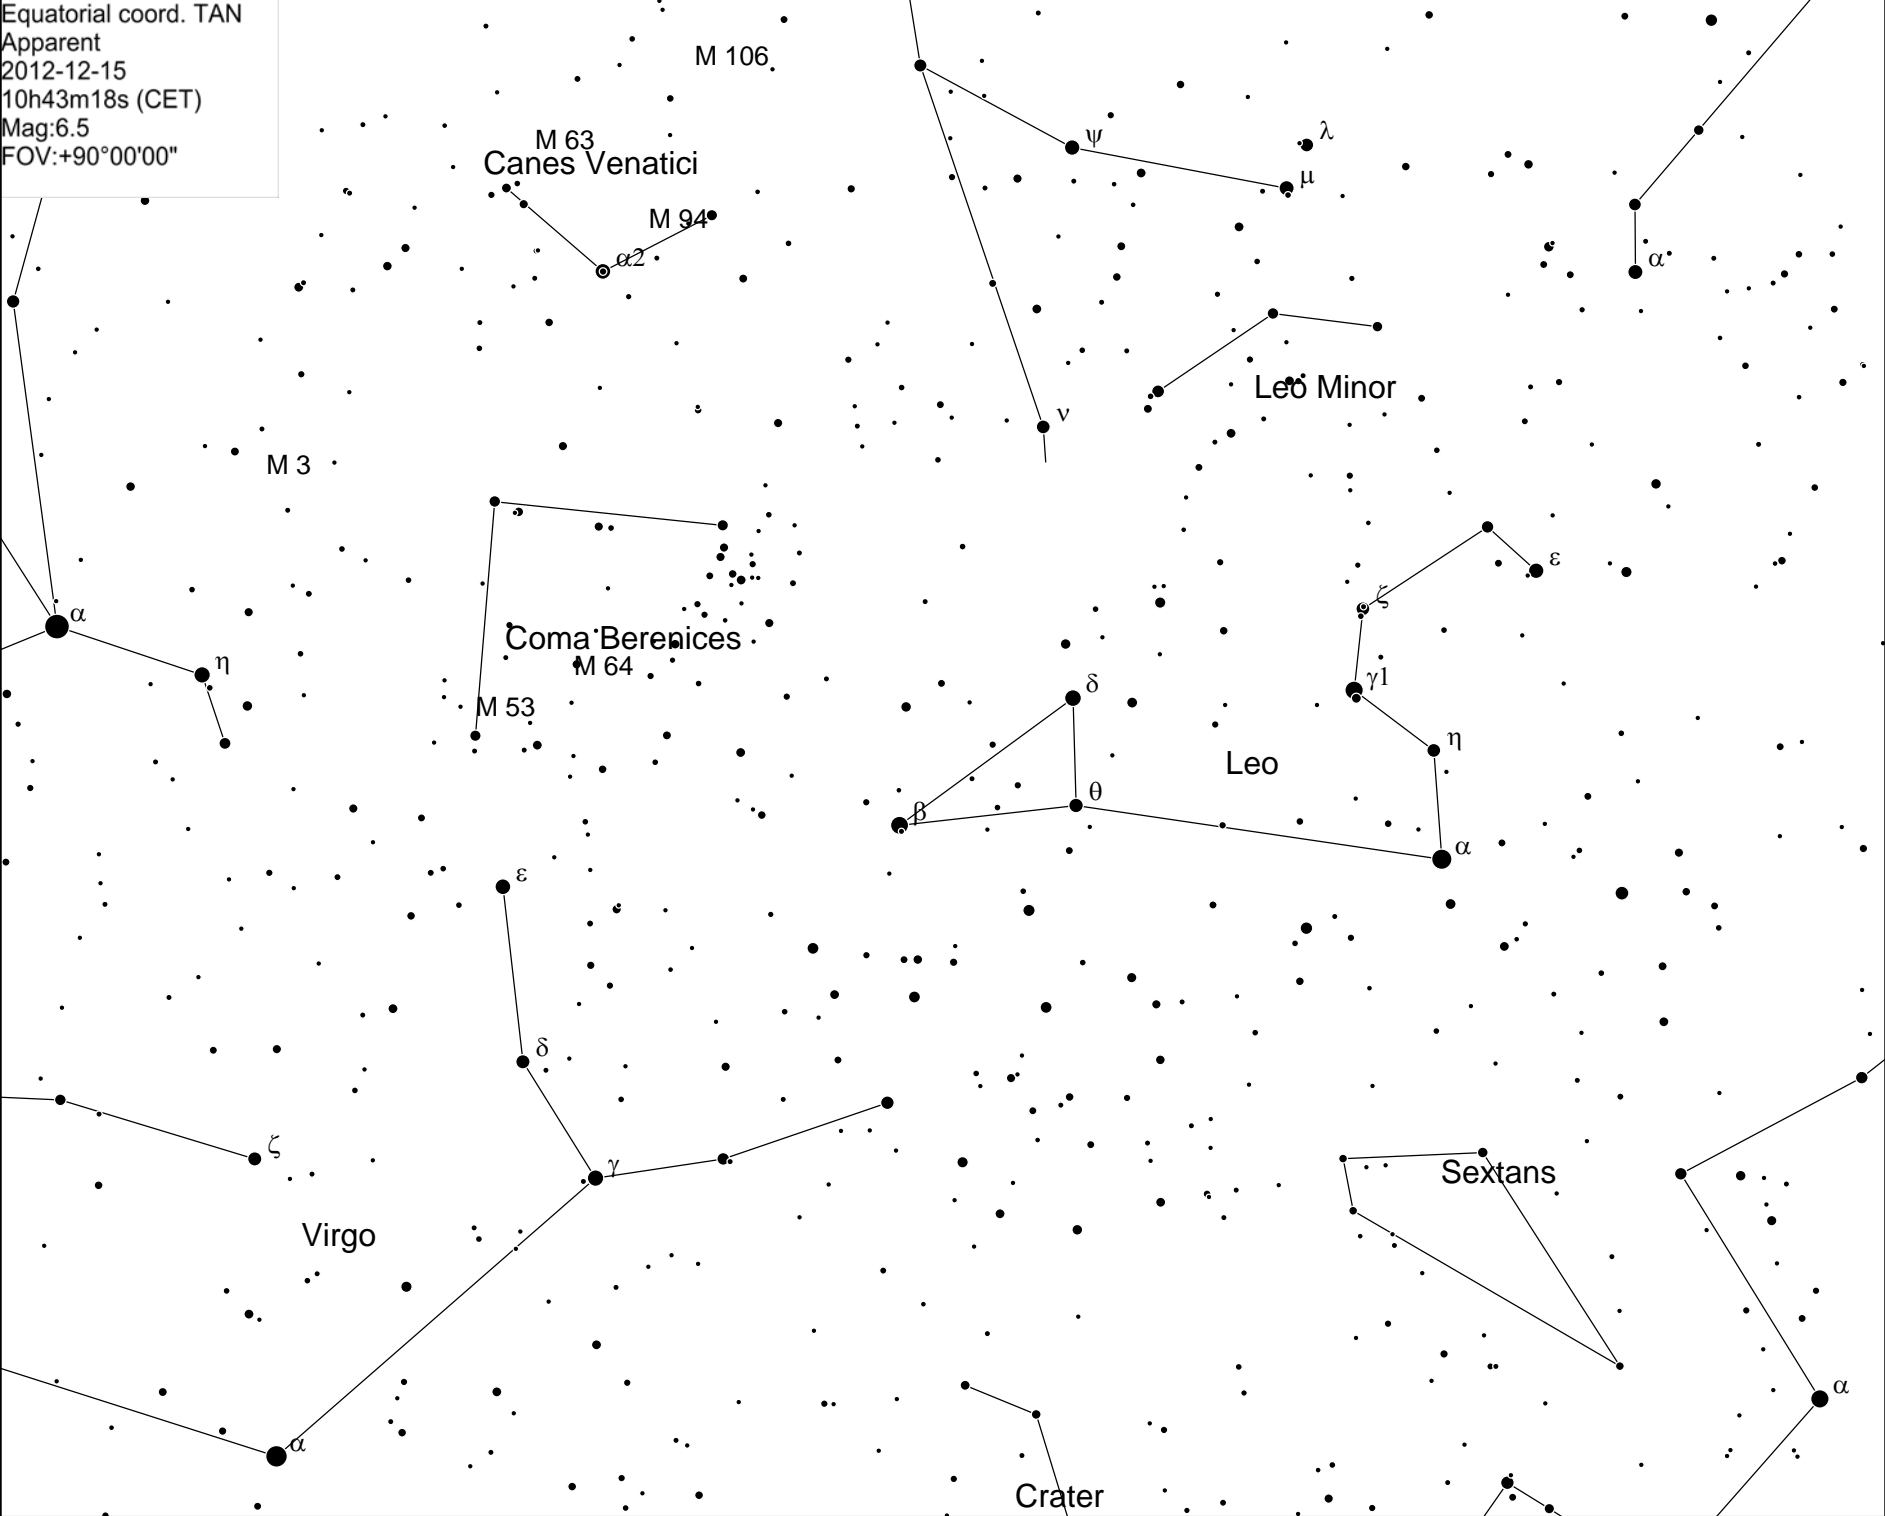 Equatorial coord. TAN
Apparent
2012-12-15
10h43m18s (CET)
Mag:6.5
FOV:+90°00'00"
M 106
M 63
Canes Venatici
M 94
α2
ψ
λ
μ
α
Leo Minor
ν
M 3
ε
ζ
α
η
Coma Berenices
M 64
M 53
δ
γ1
η
Leo
θ
β
α
ε
δ
ζ
γ
Sextans
Virgo
α
α
Crater